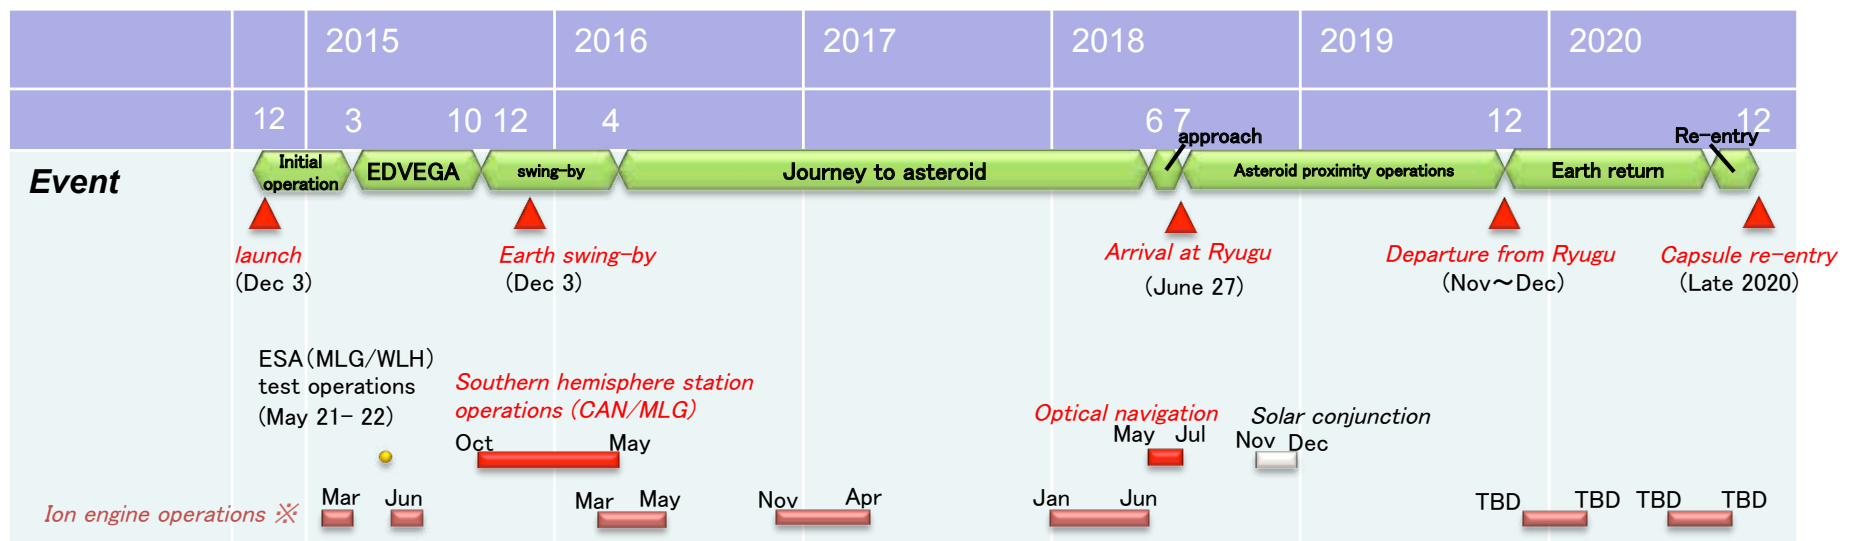 2015 2016 2017 2018 2019 2020
12 3 10 12 4 6 7 12 12
approach Re-entry
Event
Initial
operation
EDVEGA
swing-by
Journey to asteroid
Asteroid proximity operations
Earth return
launch
(Dec 3)
Earth swing-by
(Dec 3)
Arrival at Ryugu
(June 27)
Departure from Ryugu
(Nov～Dec)
Capsule re-entry
(Late 2020)
ESA(MLG/WLH)
test operations
(May 21- 22)
Southern hemisphere station
operations (CAN/MLG)
Oct May
Optical navigation
May Jul
Solar conjunction
Nov Dec
Ion engine operations ※
Mar Jun Mar May Nov Apr Jan Jun TBD TBD TBD TBD